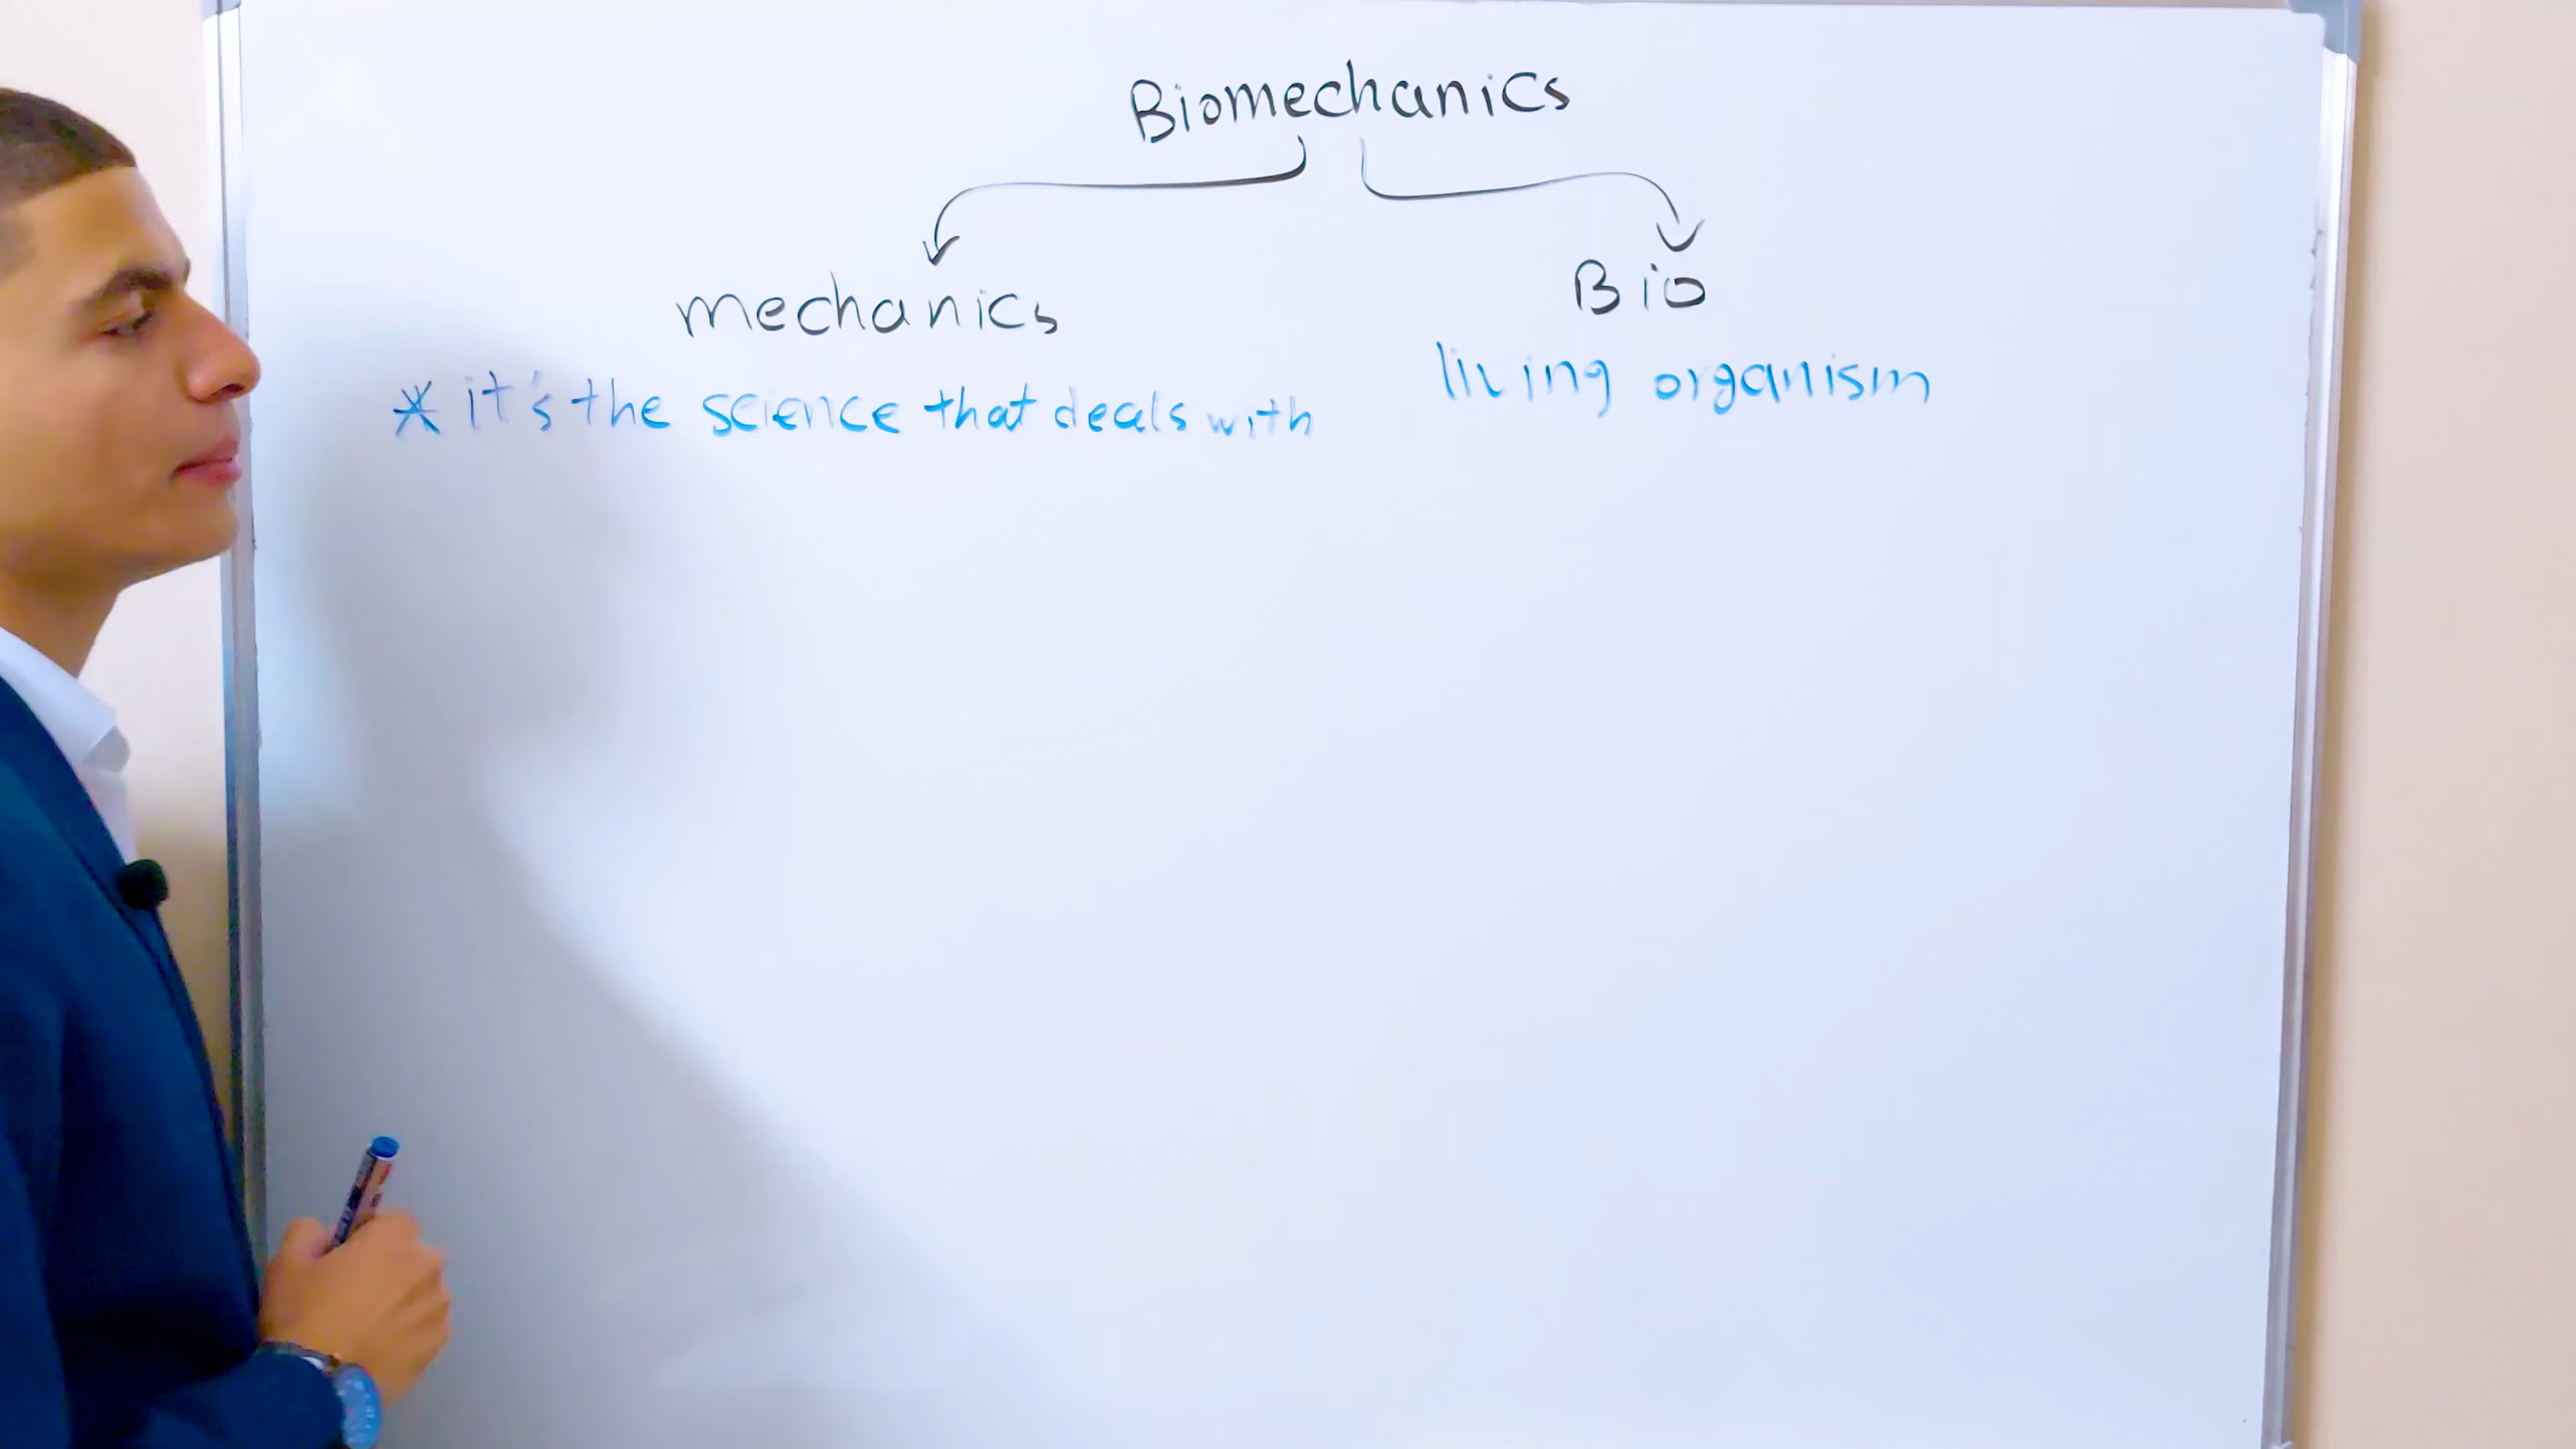 Biomechanics
mechanics
Bio
living organism
* it's the science that deals with